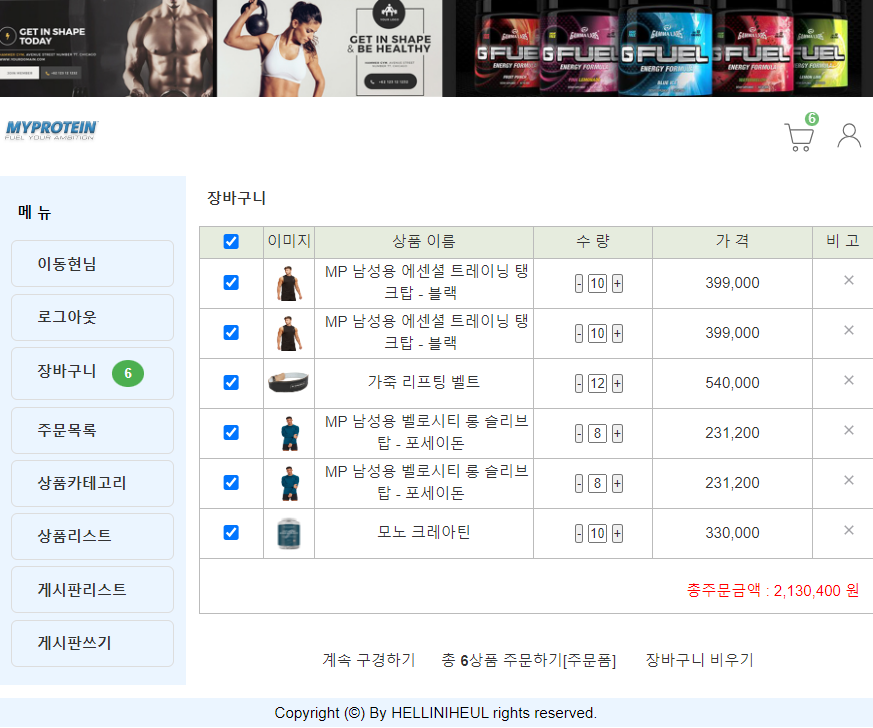 GET IN SHAPE
TODAY
GET IN SHAPE
& BE HEALTHY
GAMMA LABS
GAMMA LABS
GAMMA LABS
GAMMA LABS
G FUEL
ENERGY FORMULA
MYPROTEIN
FUEL YOUR AMBITION
6
메 뉴
이동현님
로그아웃
장바구니 6
주문목록
상품카테고리
상품리스트
게시판리스트
게시판쓰기
장바구니
이미지 상품 이름 수 량 가 격 비 고
MP 남성용 에센셜 트레이닝 탱
크탑 - 블랙
- 10 + 399,000 ×
MP 남성용 에센셜 트레이닝 탱
크탑 - 블랙
- 10 + 399,000 ×
가죽 리프팅 벨트 - 12 + 540,000 ×
MP 남성용 벨로시티 롱 슬리브
탑 - 포세이돈
- 8 + 231,200 ×
MP 남성용 벨로시티 롱 슬리브
탑 - 포세이돈
- 8 + 231,200 ×
모노 크레아틴 - 10 + 330,000 ×
총주문금액 : 2,130,400 원
계속 구경하기 총 6상품 주문하기[주문폼] 장바구니 비우기
Copyright (©) By HELLINIHEUL rights reserved.